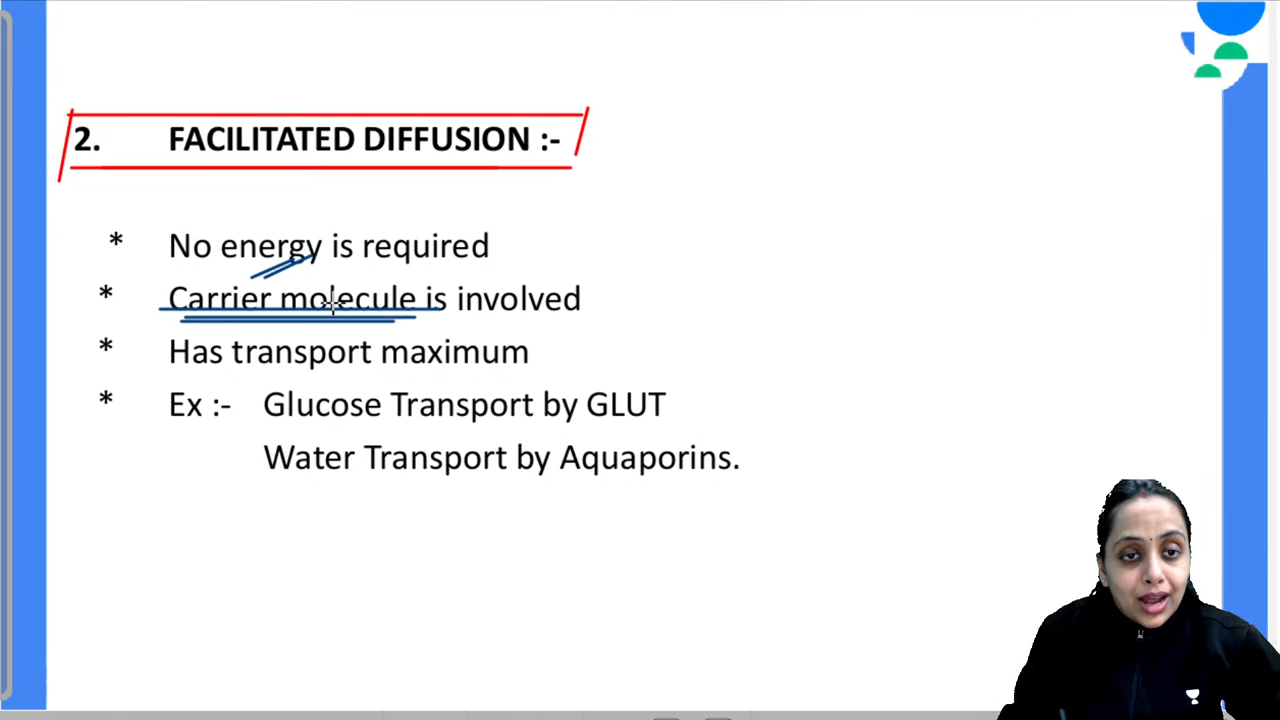 2. FACILITATED DIFFUSION :-
* No energy is required
* Carrier molecule is involved
* Has transport maximum
* Ex :- Glucose Transport by GLUT
Water Transport by Aquaporins.